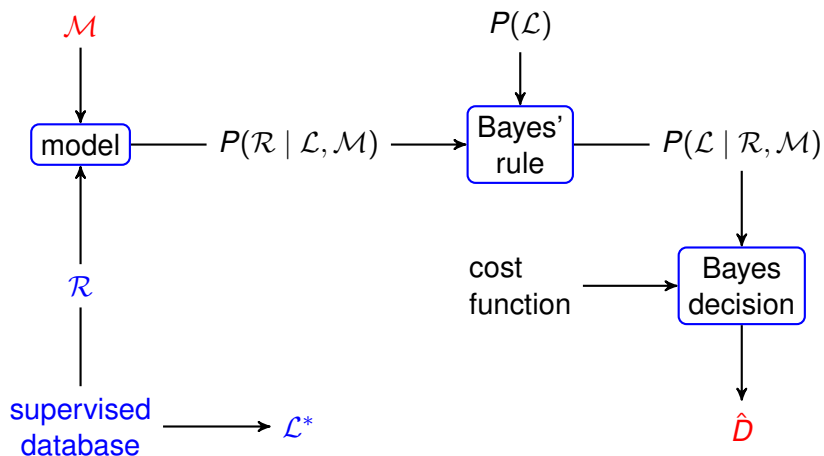 ℳ
P(ℒ)
model
P(ℛ | ℒ, ℳ)
Bayes’
rule
P(ℒ | ℛ, ℳ)
ℛ
cost
function
Bayes
decision
supervised
database
ℒ*
D̂